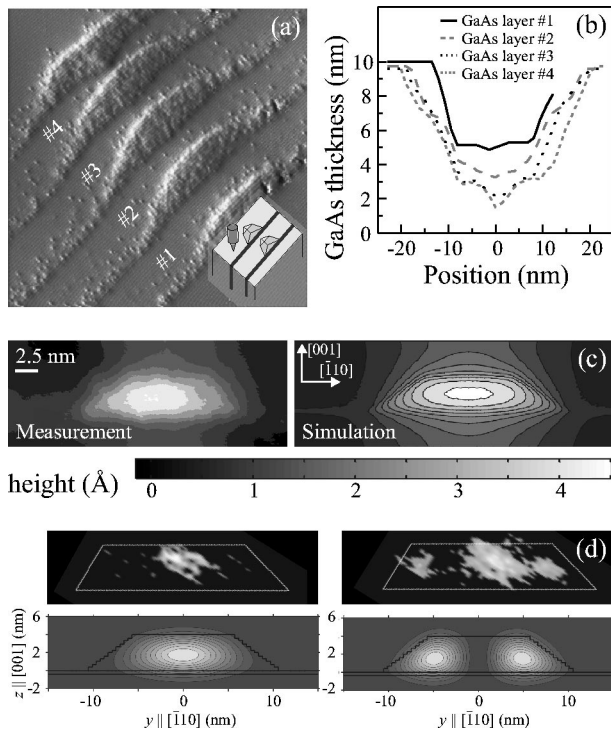 (a)
#4
#3
#2
#1
(b)
GaAs layer #1
GaAs layer #2
GaAs layer #3
GaAs layer #4
GaAs thickness (nm)
10
8
6
4
2
0
-20 -10 0 10 20
Position (nm)
2.5 nm
Measurement
[001]
[1̄10]
(c)
Simulation
height (Å)
0 1 2 3 4
(d)
z || [001] (nm)
6
2
-2
-10 0 10
y || [1̄10] (nm)
6
2
-2
-10 0 10
y || [1̄10] (nm)